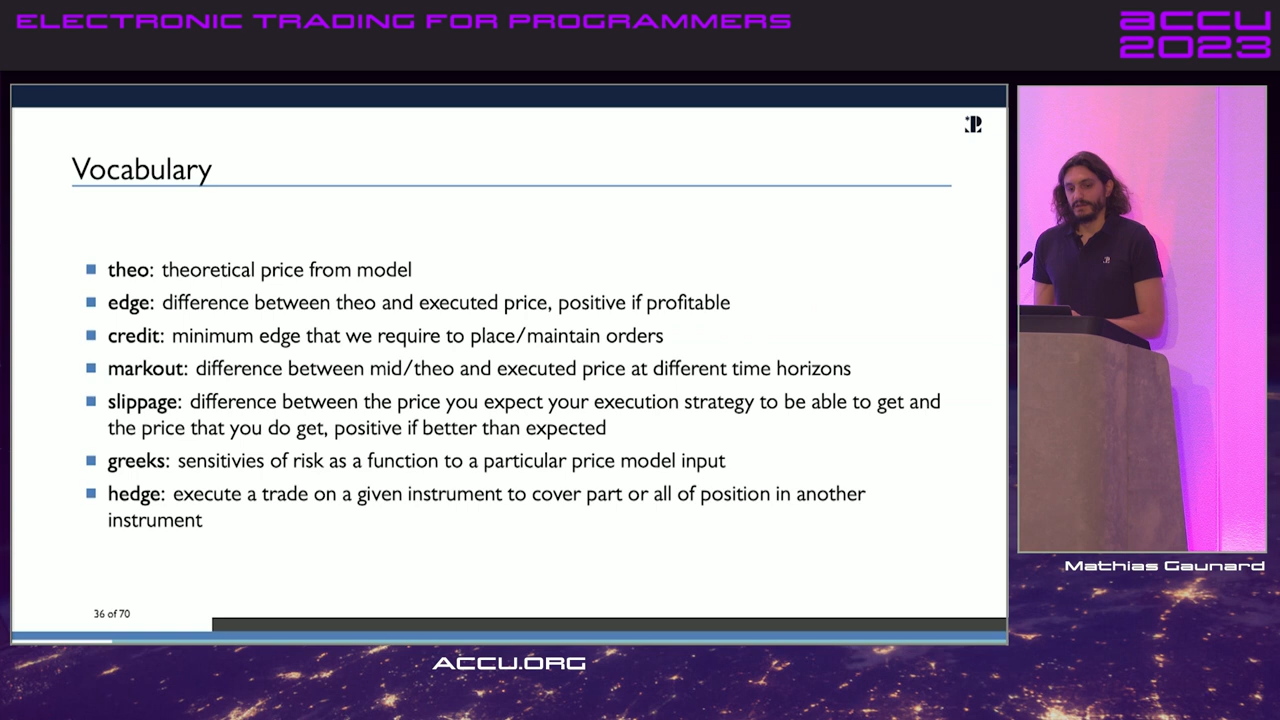 ELECTRONIC TRADING FOR PROGRAMMERS
accu
2023
Vocabulary
theo: theoretical price from model
edge: difference between theo and executed price, positive if profitable
credit: minimum edge that we require to place/maintain orders
markout: difference between mid/theo and executed price at different time horizons
slippage: difference between the price you expect your execution strategy to be able to get and
the price that you do get, positive if better than expected
greeks: sensitivies of risk as a function to a particular price model input
hedge: execute a trade on a given instrument to cover part or all of position in another
instrument
36 of 70
Mathias Gaunard
ACCU.ORG